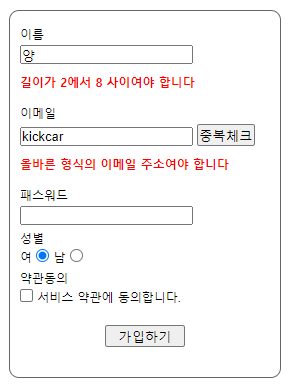 이름
양
길이가 2에서 8 사이여야 합니다
이메일
kickcar 중복체크
올바른 형식의 이메일 주소여야 합니다
패스워드
성별
여 남
약관동의
서비스 약관에 동의합니다.
가입하기